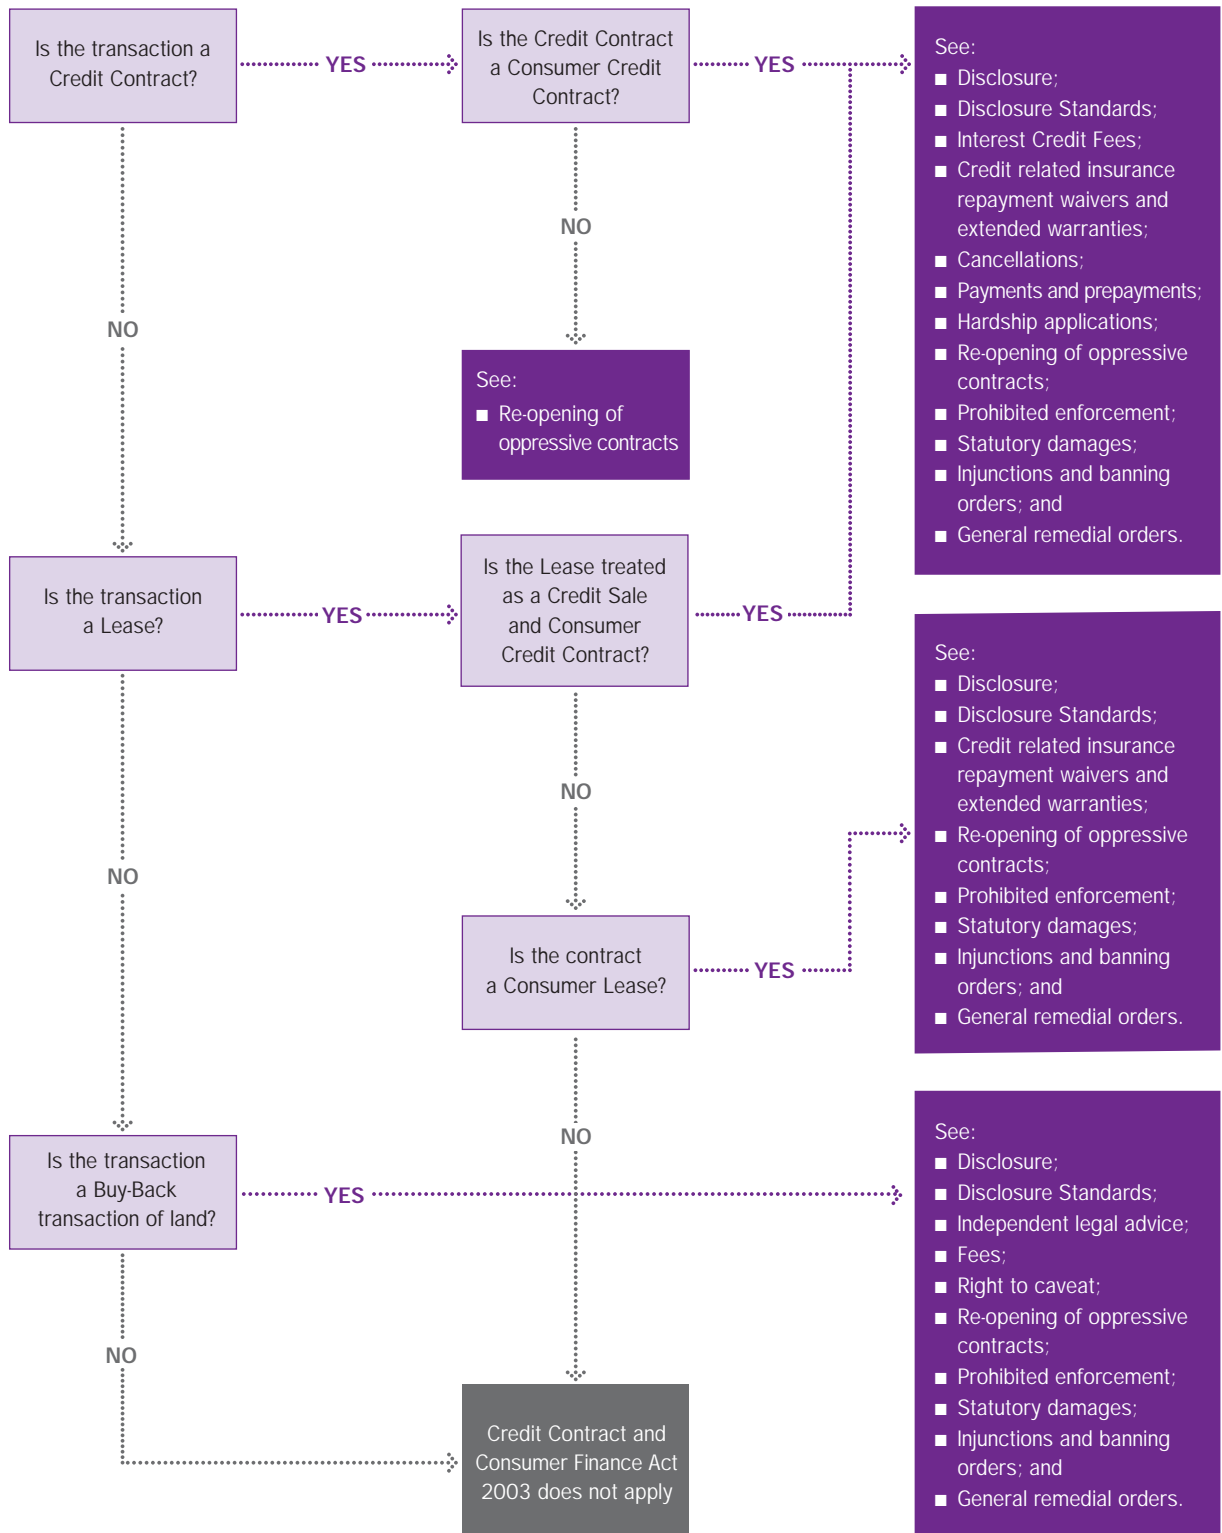 Is the transaction a
Credit Contract?
YES
Is the Credit Contract
a Consumer Credit
Contract?
YES
See:
■ Disclosure;
■ Disclosure Standards;
■ Interest Credit Fees;
■ Credit related insurance
repayment waivers and
extended warranties;
■ Cancellations;
■ Payments and prepayments;
■ Hardship applications;
■ Re-opening of oppressive
contracts;
■ Prohibited enforcement;
■ Statutory damages;
■ Injunctions and banning
orders; and
■ General remedial orders.
NO
NO
See:
■ Re-opening of
oppressive contracts
Is the transaction
a Lease?
YES
Is the Lease treated
as a Credit Sale
and Consumer
Credit Contract?
YES
See:
■ Disclosure;
■ Disclosure Standards;
■ Credit related insurance
repayment waivers and
extended warranties;
■ Re-opening of oppressive
contracts;
■ Prohibited enforcement;
■ Statutory damages;
■ Injunctions and banning
orders; and
■ General remedial orders.
NO
NO
Is the contract
a Consumer Lease?
YES
NO
Is the transaction
a Buy-Back
transaction of land?
YES
See:
■ Disclosure;
■ Disclosure Standards;
■ Independent legal advice;
■ Fees;
■ Right to caveat;
■ Re-opening of oppressive
contracts;
■ Prohibited enforcement;
■ Statutory damages;
■ Injunctions and banning
orders; and
■ General remedial orders.
NO
Credit Contract and
Consumer Finance Act
2003 does not apply